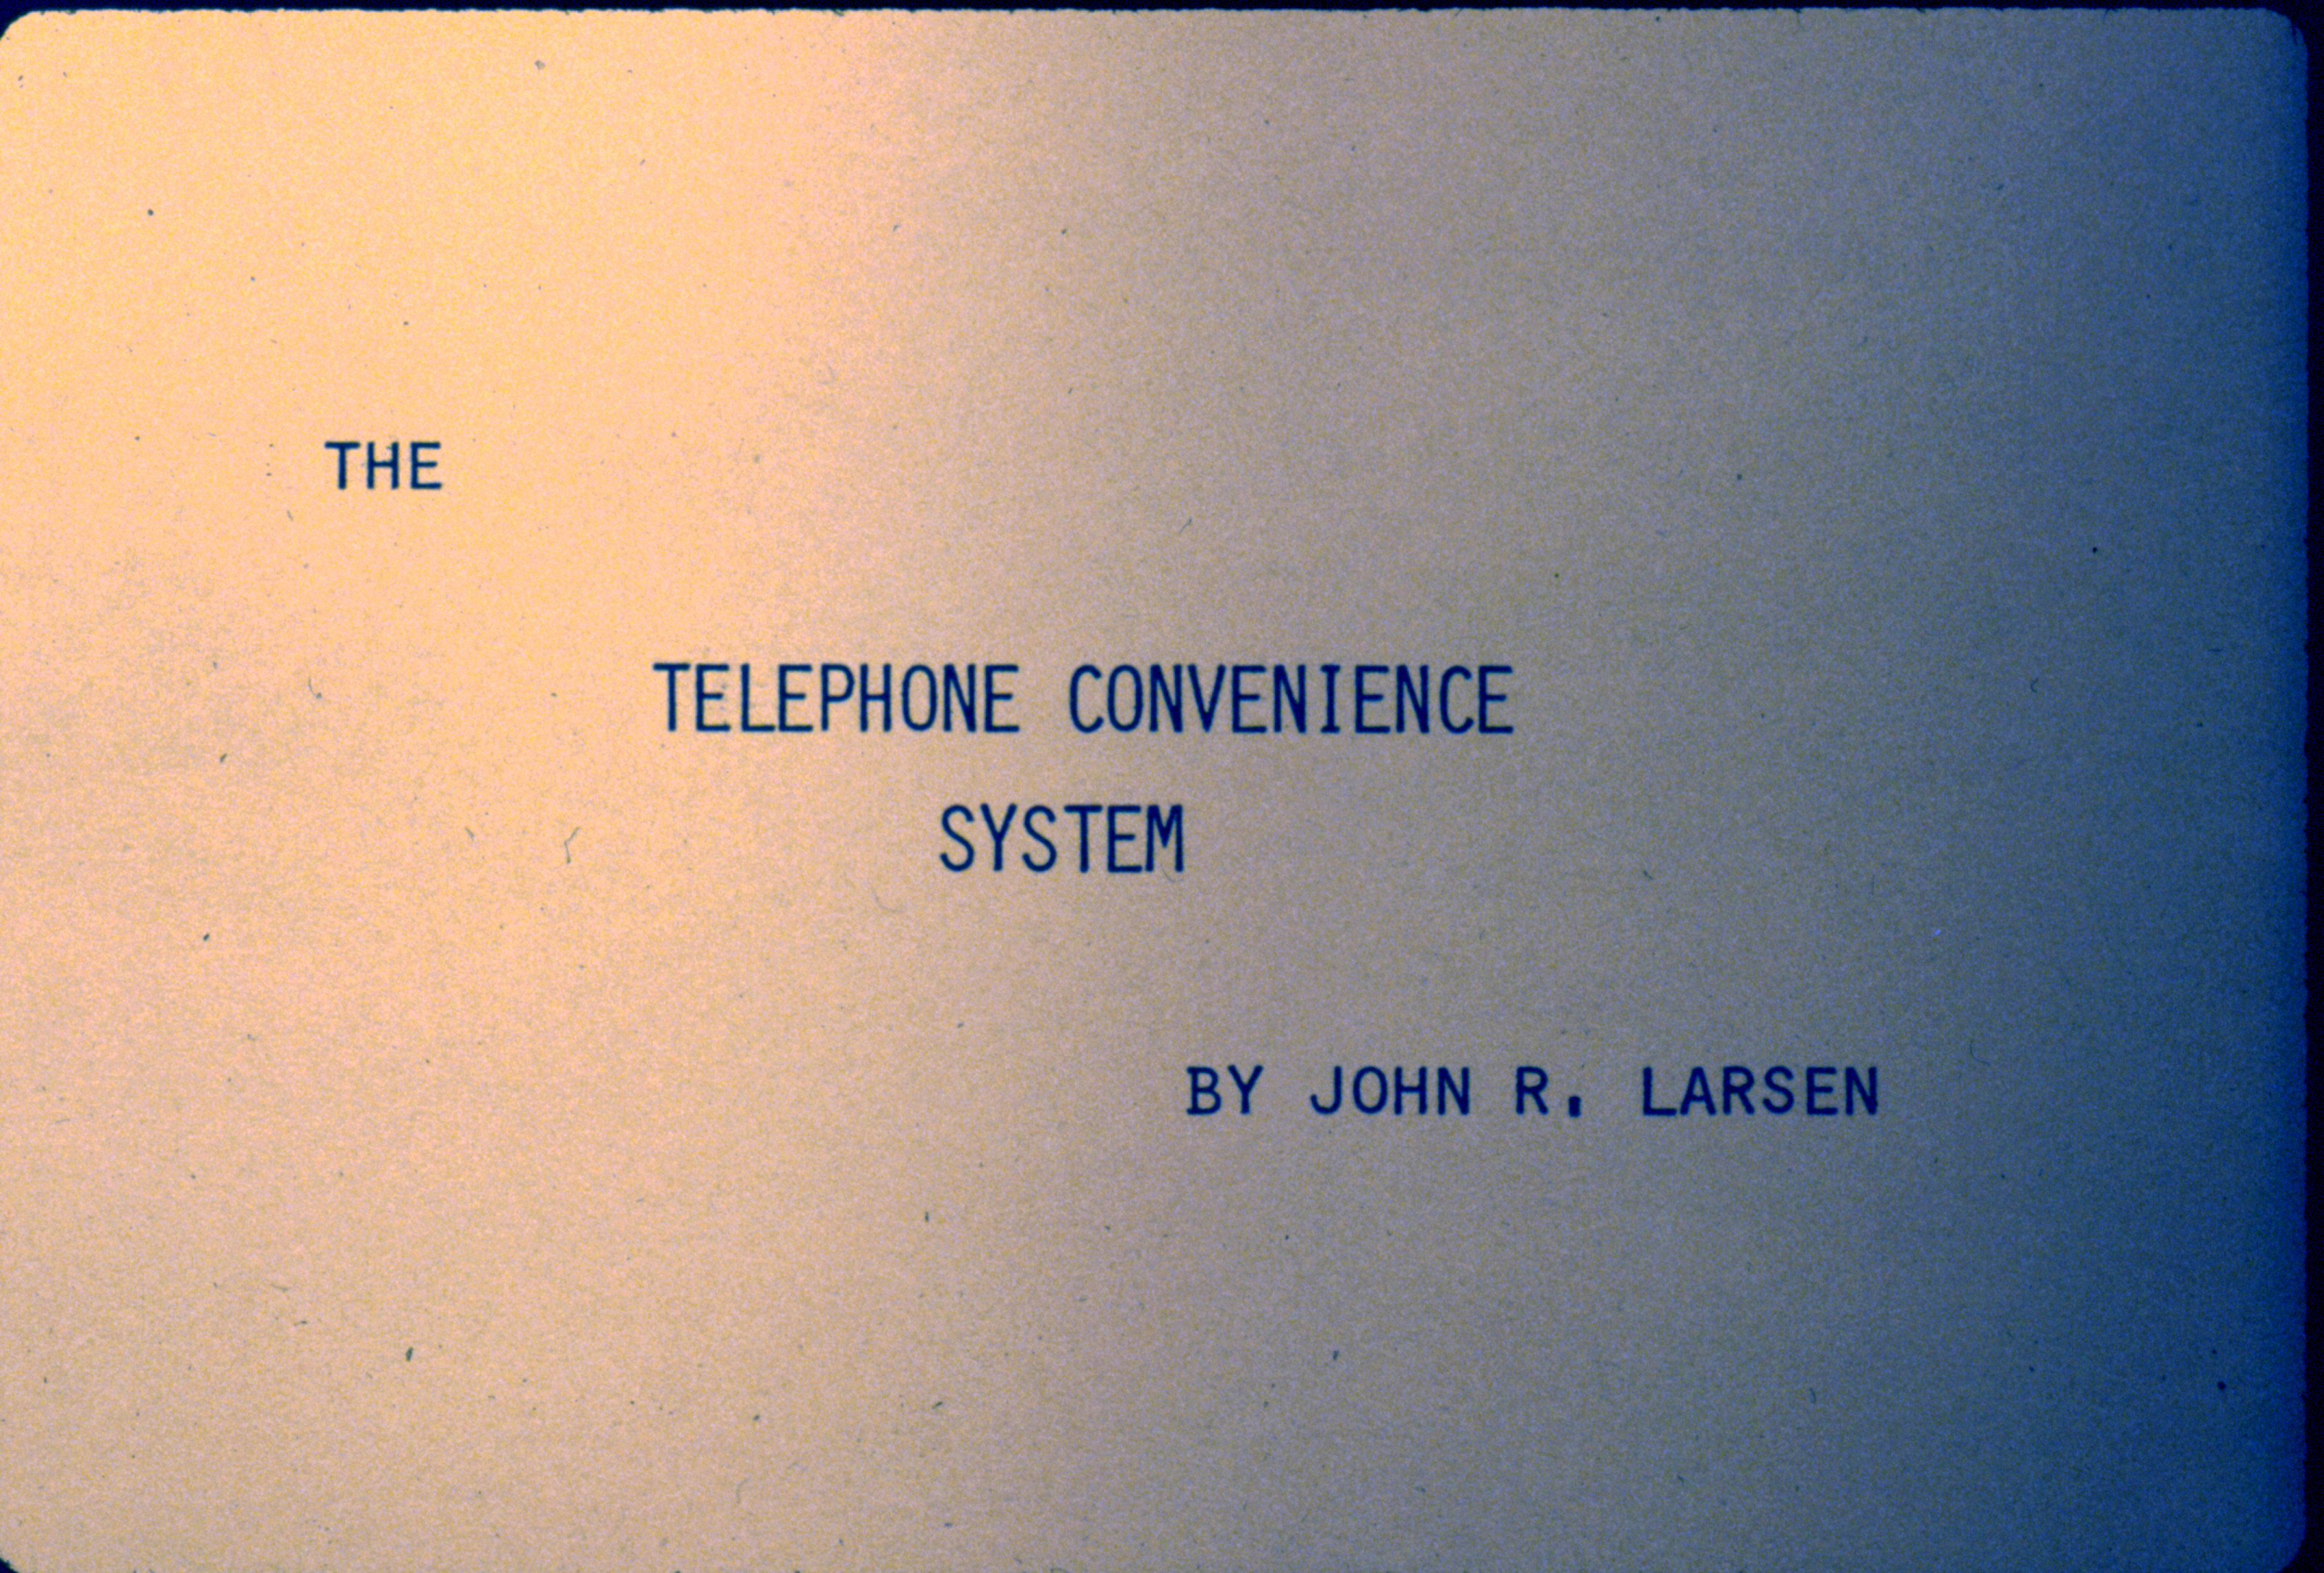 THE
TELEPHONE CONVENIENCE
SYSTEM
BY JOHN R. LARSEN